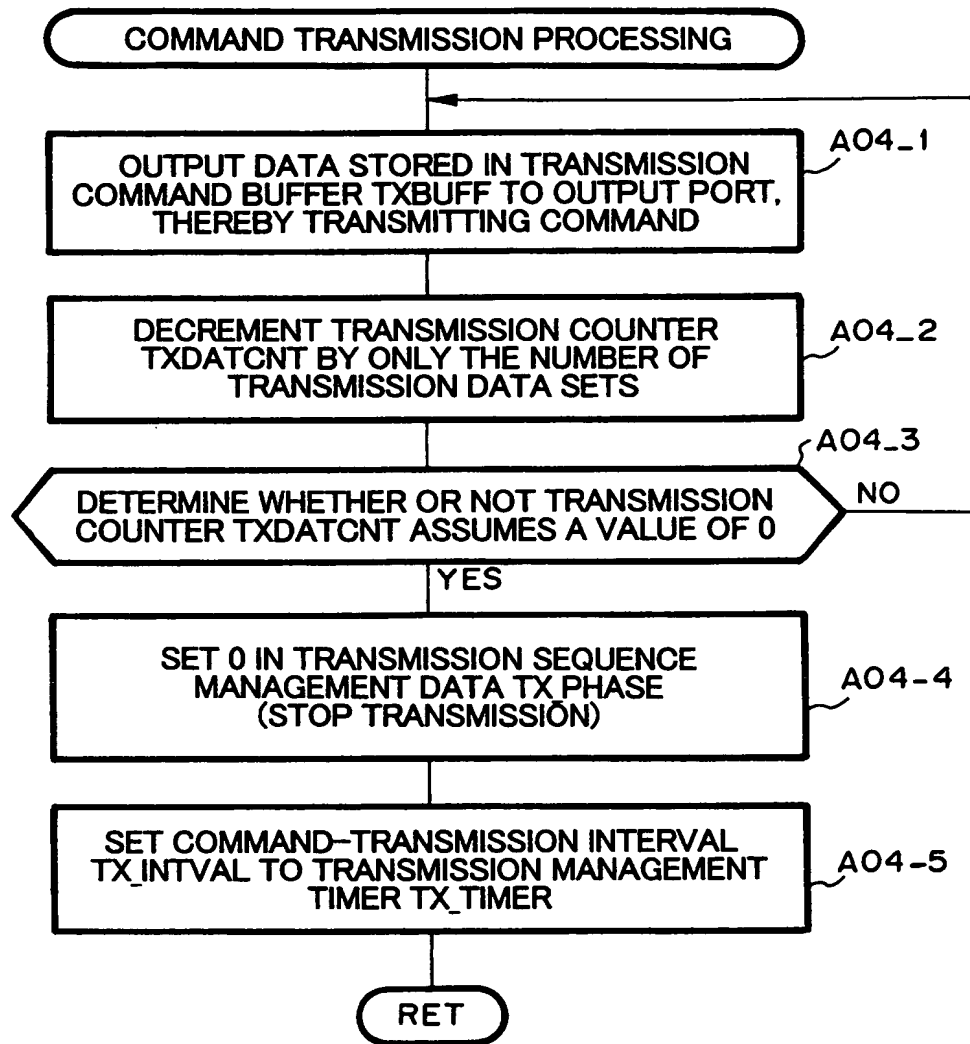 COMMAND TRANSMISSION PROCESSING
A04_1
OUTPUT DATA STORED IN TRANSMISSION
COMMAND BUFFER TXBUFF TO OUTPUT PORT,
THEREBY TRANSMITTING COMMAND
A04_2
DECREMENT TRANSMISSION COUNTER
TXDATCNT BY ONLY THE NUMBER OF
TRANSMISSION DATA SETS
A04_3
DETERMINE WHETHER OR NOT TRANSMISSION
COUNTER TXDATCNT ASSUMES A VALUE OF 0
NO
YES
A04-4
SET 0 IN TRANSMISSION SEQUENCE
MANAGEMENT DATA TX_PHASE
(STOP TRANSMISSION)
A04-5
SET COMMAND-TRANSMISSION INTERVAL
TX_INTVAL TO TRANSMISSION MANAGEMENT
TIMER TX_TIMER
RET